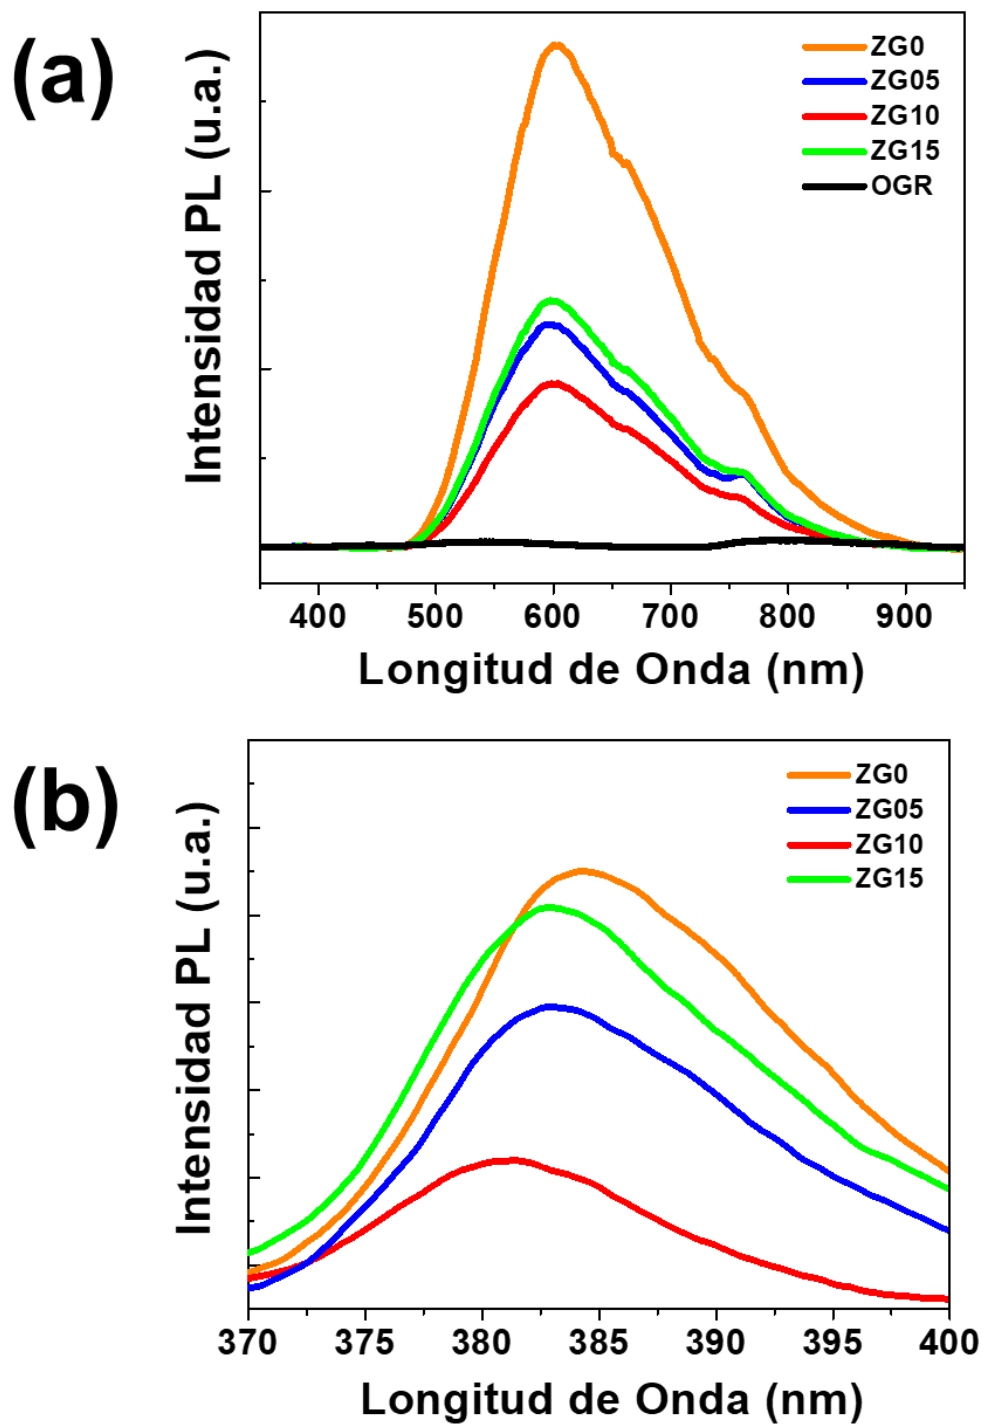 (a)
Intensidad PL (u.a.)
ZG0
ZG05
ZG10
ZG15
OGR
400 500 600 700 800 900
Longitud de Onda (nm)
(b)
Intensidad PL (u.a.)
ZG0
ZG05
ZG10
ZG15
370 375 380 385 390 395 400
Longitud de Onda (nm)